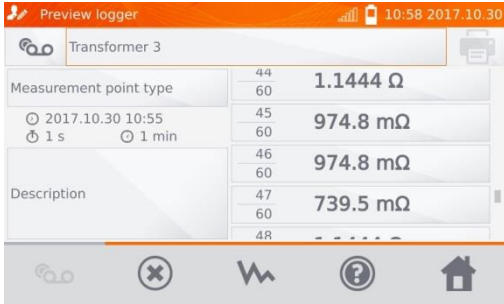 Preview logger
10:58 2017.10.30
Transformer 3
Measurement point type
2017.10.30 10:55
1 s 1 min
Description
44
60
1.1444 Ω
45
60
974.8 mΩ
46
60
974.8 mΩ
47
60
739.5 mΩ
48